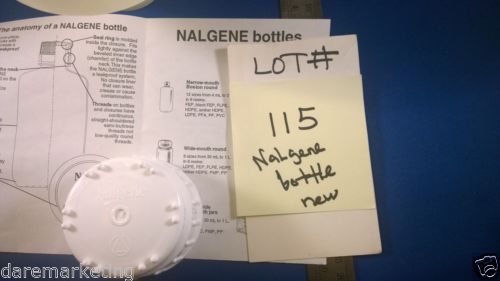 The anatomy of a NALGENE bottle
NALGENE bottles
Seal ring is molded
inside the closure. Fits
tightly against the
beveled inner edge
(chamfer) of the bottle
neck. This makes
the NALGENE bottle
a leakproof system.
No closure liner
that can wear,
crease or cause
contamination.
Threads on bottles
and closures have
continuous,
straight-shouldered
semi-buttress
threads not
low-quality round
threads.
Narrow-mouth
Boston round
Wide-mouth round
LOT#
115
Nalgene
bottle
new
daremarketing